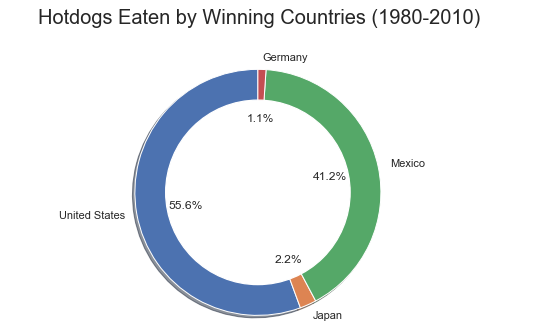 Hotdogs Eaten by Winning Countries (1980-2010)
Germany
1.1%
Mexico
41.2%
55.6%
United States
2.2%
Japan